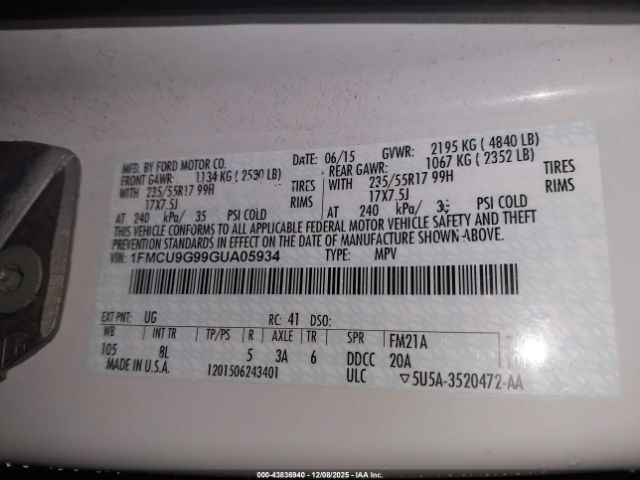 MFD. BY FORD MOTOR CO.
DATE: 06/15 GVWR: 2195 KG ( 4840 LB)
FRONT GAWR: 1134 KG ( 2500 LB)
REAR GAWR: 1067 KG ( 2352 LB)
WITH 235/55R17 99H TIRES
WITH 235/55R17 99H TIRES
17X7.5J RIMS
17X7.5J RIMS
AT 240 kPa/ 35 PSI COLD
AT 240 kPa/ 35 PSI COLD
THIS VEHICLE CONFORMS TO ALL APPLICABLE FEDERAL MOTOR VEHICLE SAFETY AND THEFT
PREVENTION STANDARDS IN EFFECT ON THE DATE OF MANUFACTURE SHOWN ABOVE.
VIN: 1FMCU9G99GUA05934 TYPE: MPV
EXT PNT: UG RC: 41 DSO:
WB INT TR TP/PS R AXLE TR SPR FM21A
105 8L 5 3A 6 DDCC 20A
MADE IN U.S.A. 1201506243401 ULC ▽5U5A-3520472-AA
000-43836940 - 12/08/2025 - IAA